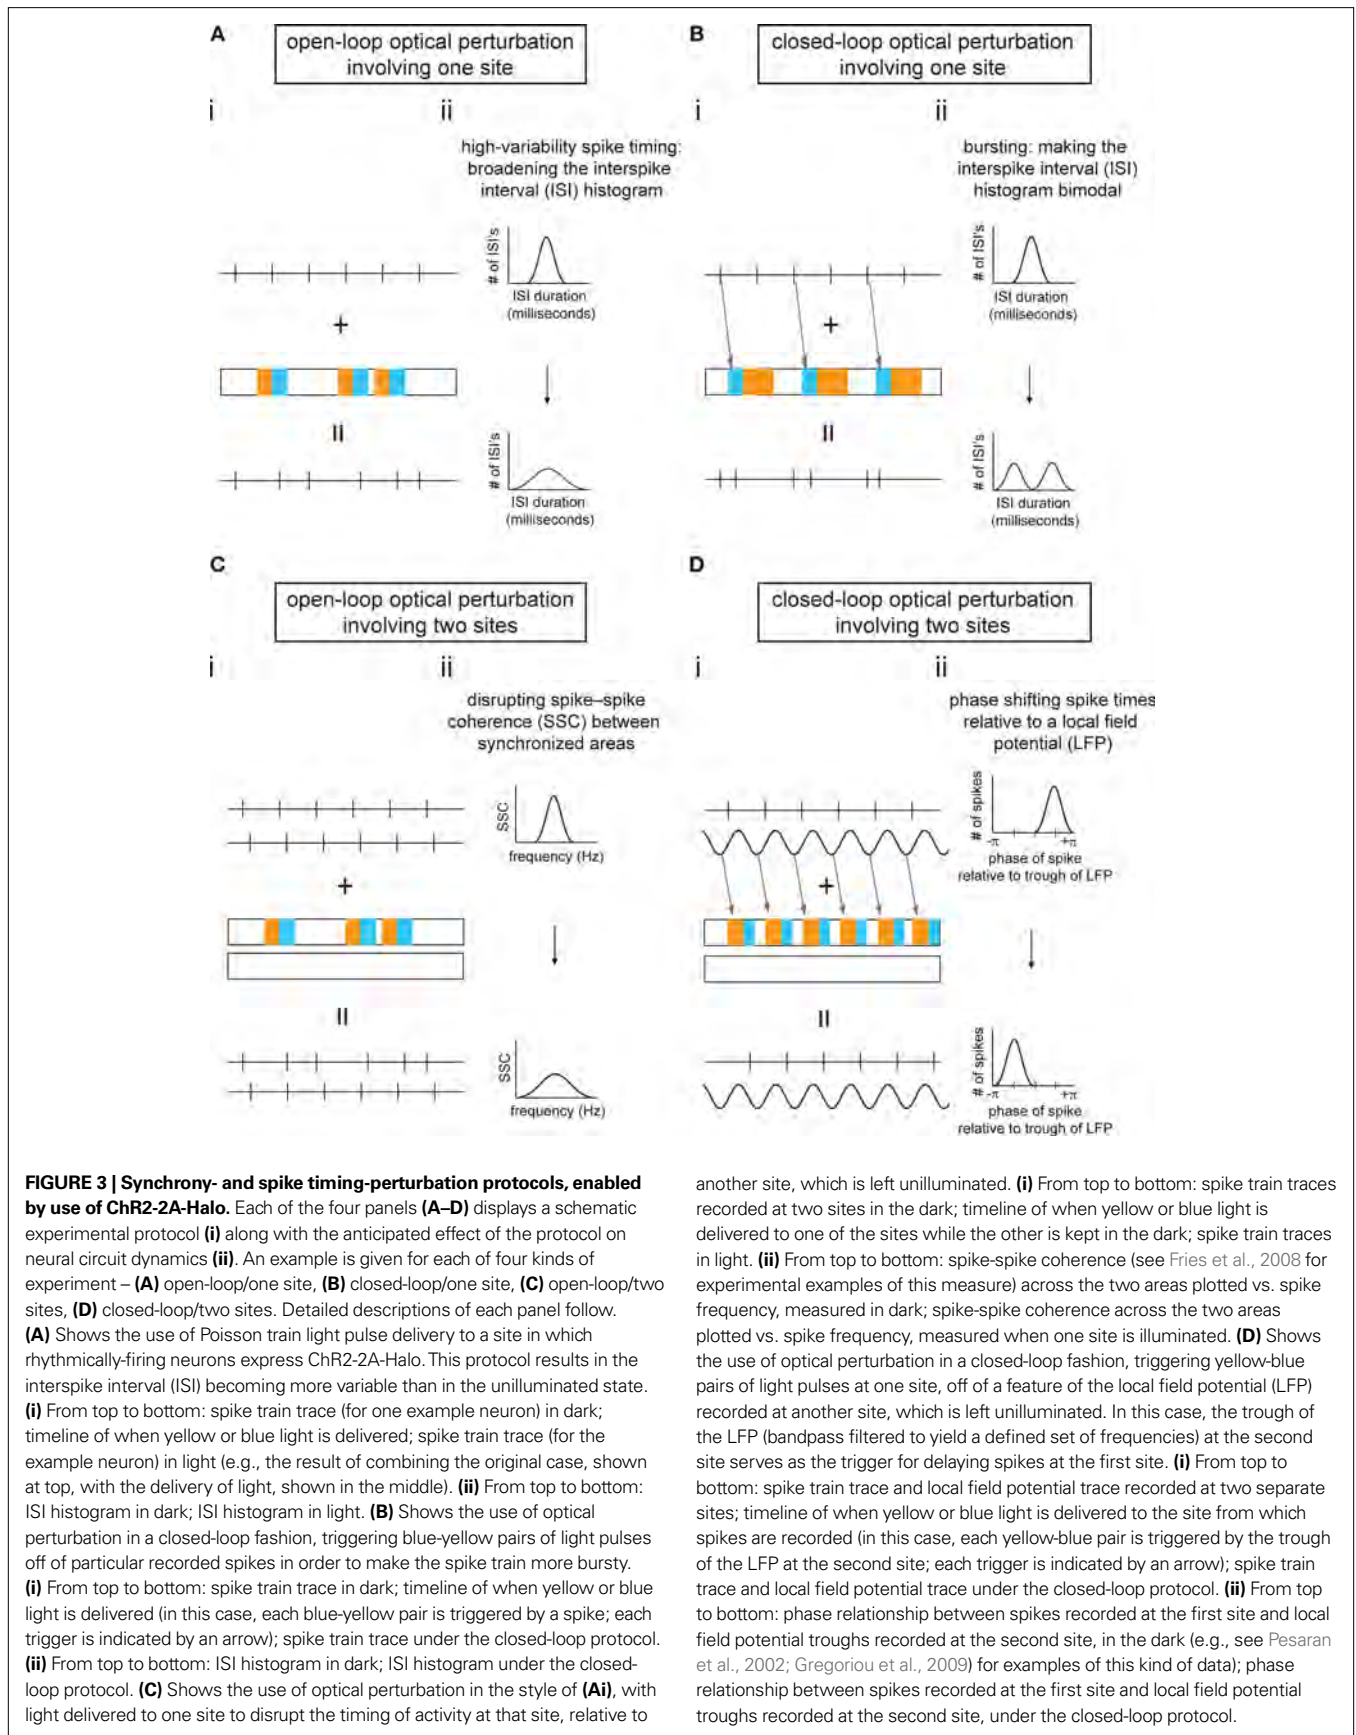 A
open-loop optical perturbation
involving one site
i
ii
high-variability spike timing:
broadening the interspike
interval (ISI) histogram
# of ISI's
ISI duration
(milliseconds)
+
=
# of ISI's
ISI duration
(milliseconds)
B
closed-loop optical perturbation
involving one site
i
ii
bursting: making the
interspike interval (ISI)
histogram bimodal
# of ISI's
ISI duration
(milliseconds)
+
=
# of ISI's
ISI duration
(milliseconds)
C
open-loop optical perturbation
involving two sites
i
ii
disrupting spike–spike
coherence (SSC) between
synchronized areas
SSC
frequency (Hz)
+
=
SSC
frequency (Hz)
D
closed-loop optical perturbation
involving two sites
i
ii
phase shifting spike times
relative to a local field
potential (LFP)
# of spikes
-π +π
phase of spike
relative to trough of LFP
+
=
# of spikes
-π +π
phase of spike
relative to trough of LFP
FIGURE 3 | Synchrony- and spike timing-perturbation protocols, enabled
by use of ChR2-2A-Halo. Each of the four panels (A–D) displays a schematic
experimental protocol (i) along with the anticipated effect of the protocol on
neural circuit dynamics (ii). An example is given for each of four kinds of
experiment – (A) open-loop/one site, (B) closed-loop/one site, (C) open-loop/two
sites, (D) closed-loop/two sites. Detailed descriptions of each panel follow.
(A) Shows the use of Poisson train light pulse delivery to a site in which
rhythmically-firing neurons express ChR2-2A-Halo. This protocol results in the
interspike interval (ISI) becoming more variable than in the unilluminated state.
(i) From top to bottom: spike train trace (for one example neuron) in dark;
timeline of when yellow or blue light is delivered; spike train trace (for the
example neuron) in light (e.g., the result of combining the original case, shown
at top, with the delivery of light, shown in the middle). (ii) From top to bottom:
ISI histogram in dark; ISI histogram in light. (B) Shows the use of optical
perturbation in a closed-loop fashion, triggering blue-yellow pairs of light pulses
off of particular recorded spikes in order to make the spike train more bursty.
(i) From top to bottom: spike train trace in dark; timeline of when yellow or blue
light is delivered (in this case, each blue-yellow pair is triggered by a spike; each
trigger is indicated by an arrow); spike train trace under the closed-loop protocol.
(ii) From top to bottom: ISI histogram in dark; ISI histogram under the closed-
loop protocol. (C) Shows the use of optical perturbation in the style of (Ai), with
light delivered to one site to disrupt the timing of activity at that site, relative to
another site, which is left unilluminated. (i) From top to bottom: spike train traces
recorded at two sites in the dark; timeline of when yellow or blue light is
delivered to one of the sites while the other is kept in the dark; spike train traces
in light. (ii) From top to bottom: spike-spike coherence (see Fries et al., 2008 for
experimental examples of this measure) across the two areas plotted vs. spike
frequency, measured in dark; spike-spike coherence across the two areas
plotted vs. spike frequency, measured when one site is illuminated. (D) Shows
the use of optical perturbation in a closed-loop fashion, triggering yellow-blue
pairs of light pulses at one site, off of a feature of the local field potential (LFP)
recorded at another site, which is left unilluminated. In this case, the trough of
the LFP (bandpass filtered to yield a defined set of frequencies) at the second
site serves as the trigger for delaying spikes at the first site. (i) From top to
bottom: spike train trace and local field potential trace recorded at two separate
sites; timeline of when yellow or blue light is delivered to the site from which
spikes are recorded (in this case, each yellow-blue pair is triggered by the trough
of the LFP at the second site; each trigger is indicated by an arrow); spike train
trace and local field potential trace under the closed-loop protocol. (ii) From top
to bottom: phase relationship between spikes recorded at the first site and local
field potential troughs recorded at the second site, in the dark (e.g., see Pesaran
et al., 2002; Gregoriou et al., 2009) for examples of this kind of data); phase
relationship between spikes recorded at the first site and local field potential
troughs recorded at the second site, under the closed-loop protocol.